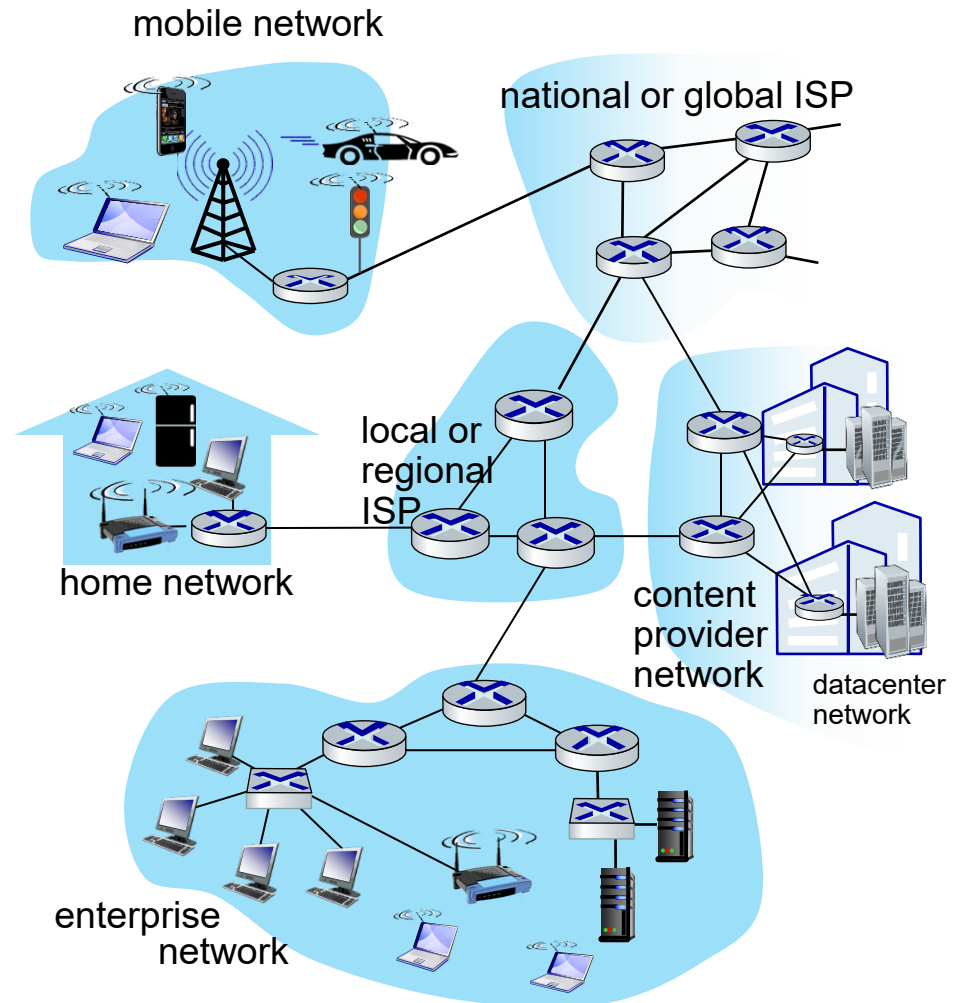 mobile network
national or global ISP
local or
regional
ISP
home network
content
provider
network
datacenter
network
enterprise
network